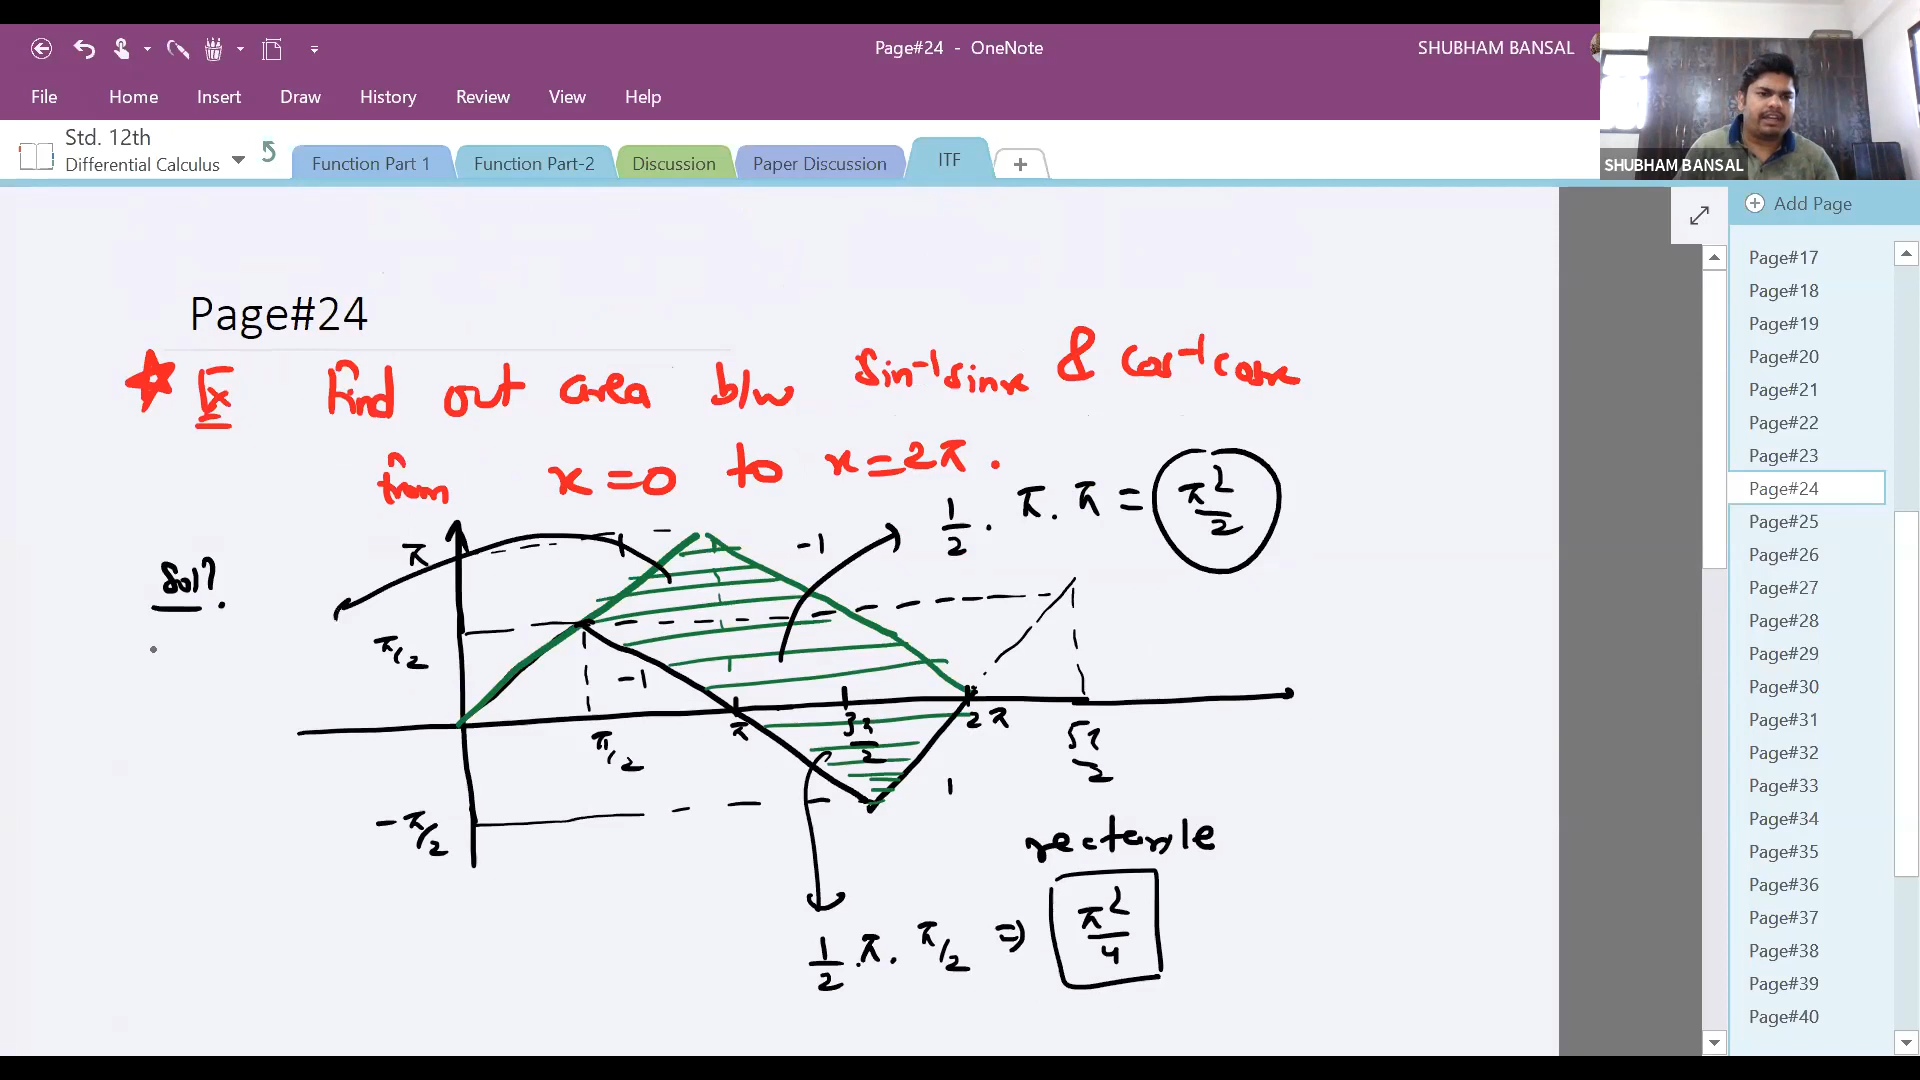 Page#24 - OneNote
SHUBHAM BANSAL
File Home Insert Draw History Review View Help
Std. 12th
Differential Calculus
Function Part 1
Function Part-2
Discussion
Paper Discussion
ITF
SHUBHAM BANSAL
Page#24
Ex Find out area b/w sin⁻¹sinx & cos⁻¹cosx
from x=0 to x=2π.
1/2 . π . π = π²/2
Solⁿ.
π
-1
π/2
-1
π/2
π
3π/2
2π
5π/2
1
-π/2
rectangle
1/2 . π . π/2 ⇒ π²/4
Add Page
Page#17
Page#18
Page#19
Page#20
Page#21
Page#22
Page#23
Page#24
Page#25
Page#26
Page#27
Page#28
Page#29
Page#30
Page#31
Page#32
Page#33
Page#34
Page#35
Page#36
Page#37
Page#38
Page#39
Page#40